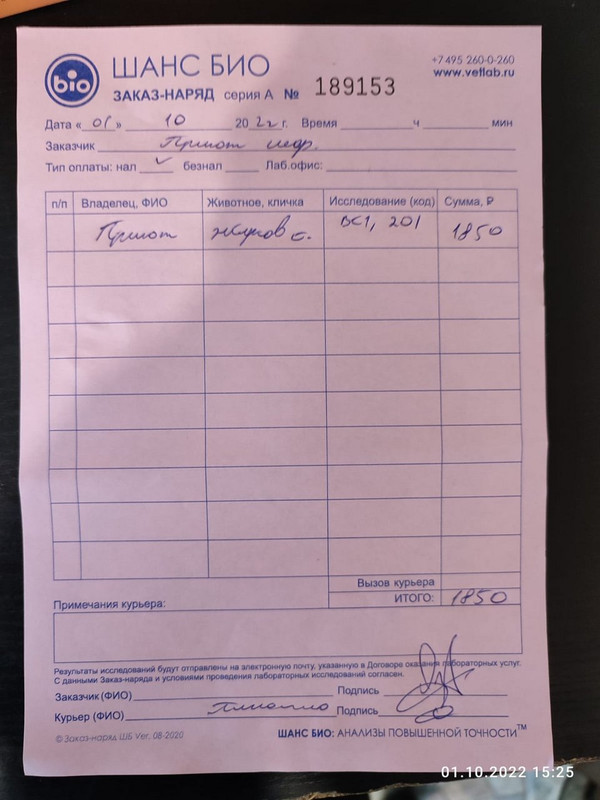 bio
ШАНС БИО
+7 495 260-0-260
www.vetlab.ru
ЗАКАЗ-НАРЯД серия А № 189153
Дата « 01 » 10 2022 г. Время ч мин
Заказчик Приют
Тип оплаты: нал ✓ безнал Лаб.офис:
п/п Владелец, ФИО Животное, кличка Исследование (код) Сумма, ₽
Приют Жуков с. БС1, 201 1850
Вызов курьера
ИТОГО: 1850
Примечания курьера:
Результаты исследований будут отправлены на электронную почту, указанную в Договоре оказания лабораторных услуг.
С данными Заказ-наряда и условиями проведения лабораторных исследований согласен.
Заказчик (ФИО) Подпись
Курьер (ФИО) Подпись
© Заказ-наряд ШБ Ver. 08-2020
ШАНС БИО: АНАЛИЗЫ ПОВЫШЕННОЙ ТОЧНОСТИ™
01.10.2022 15:25